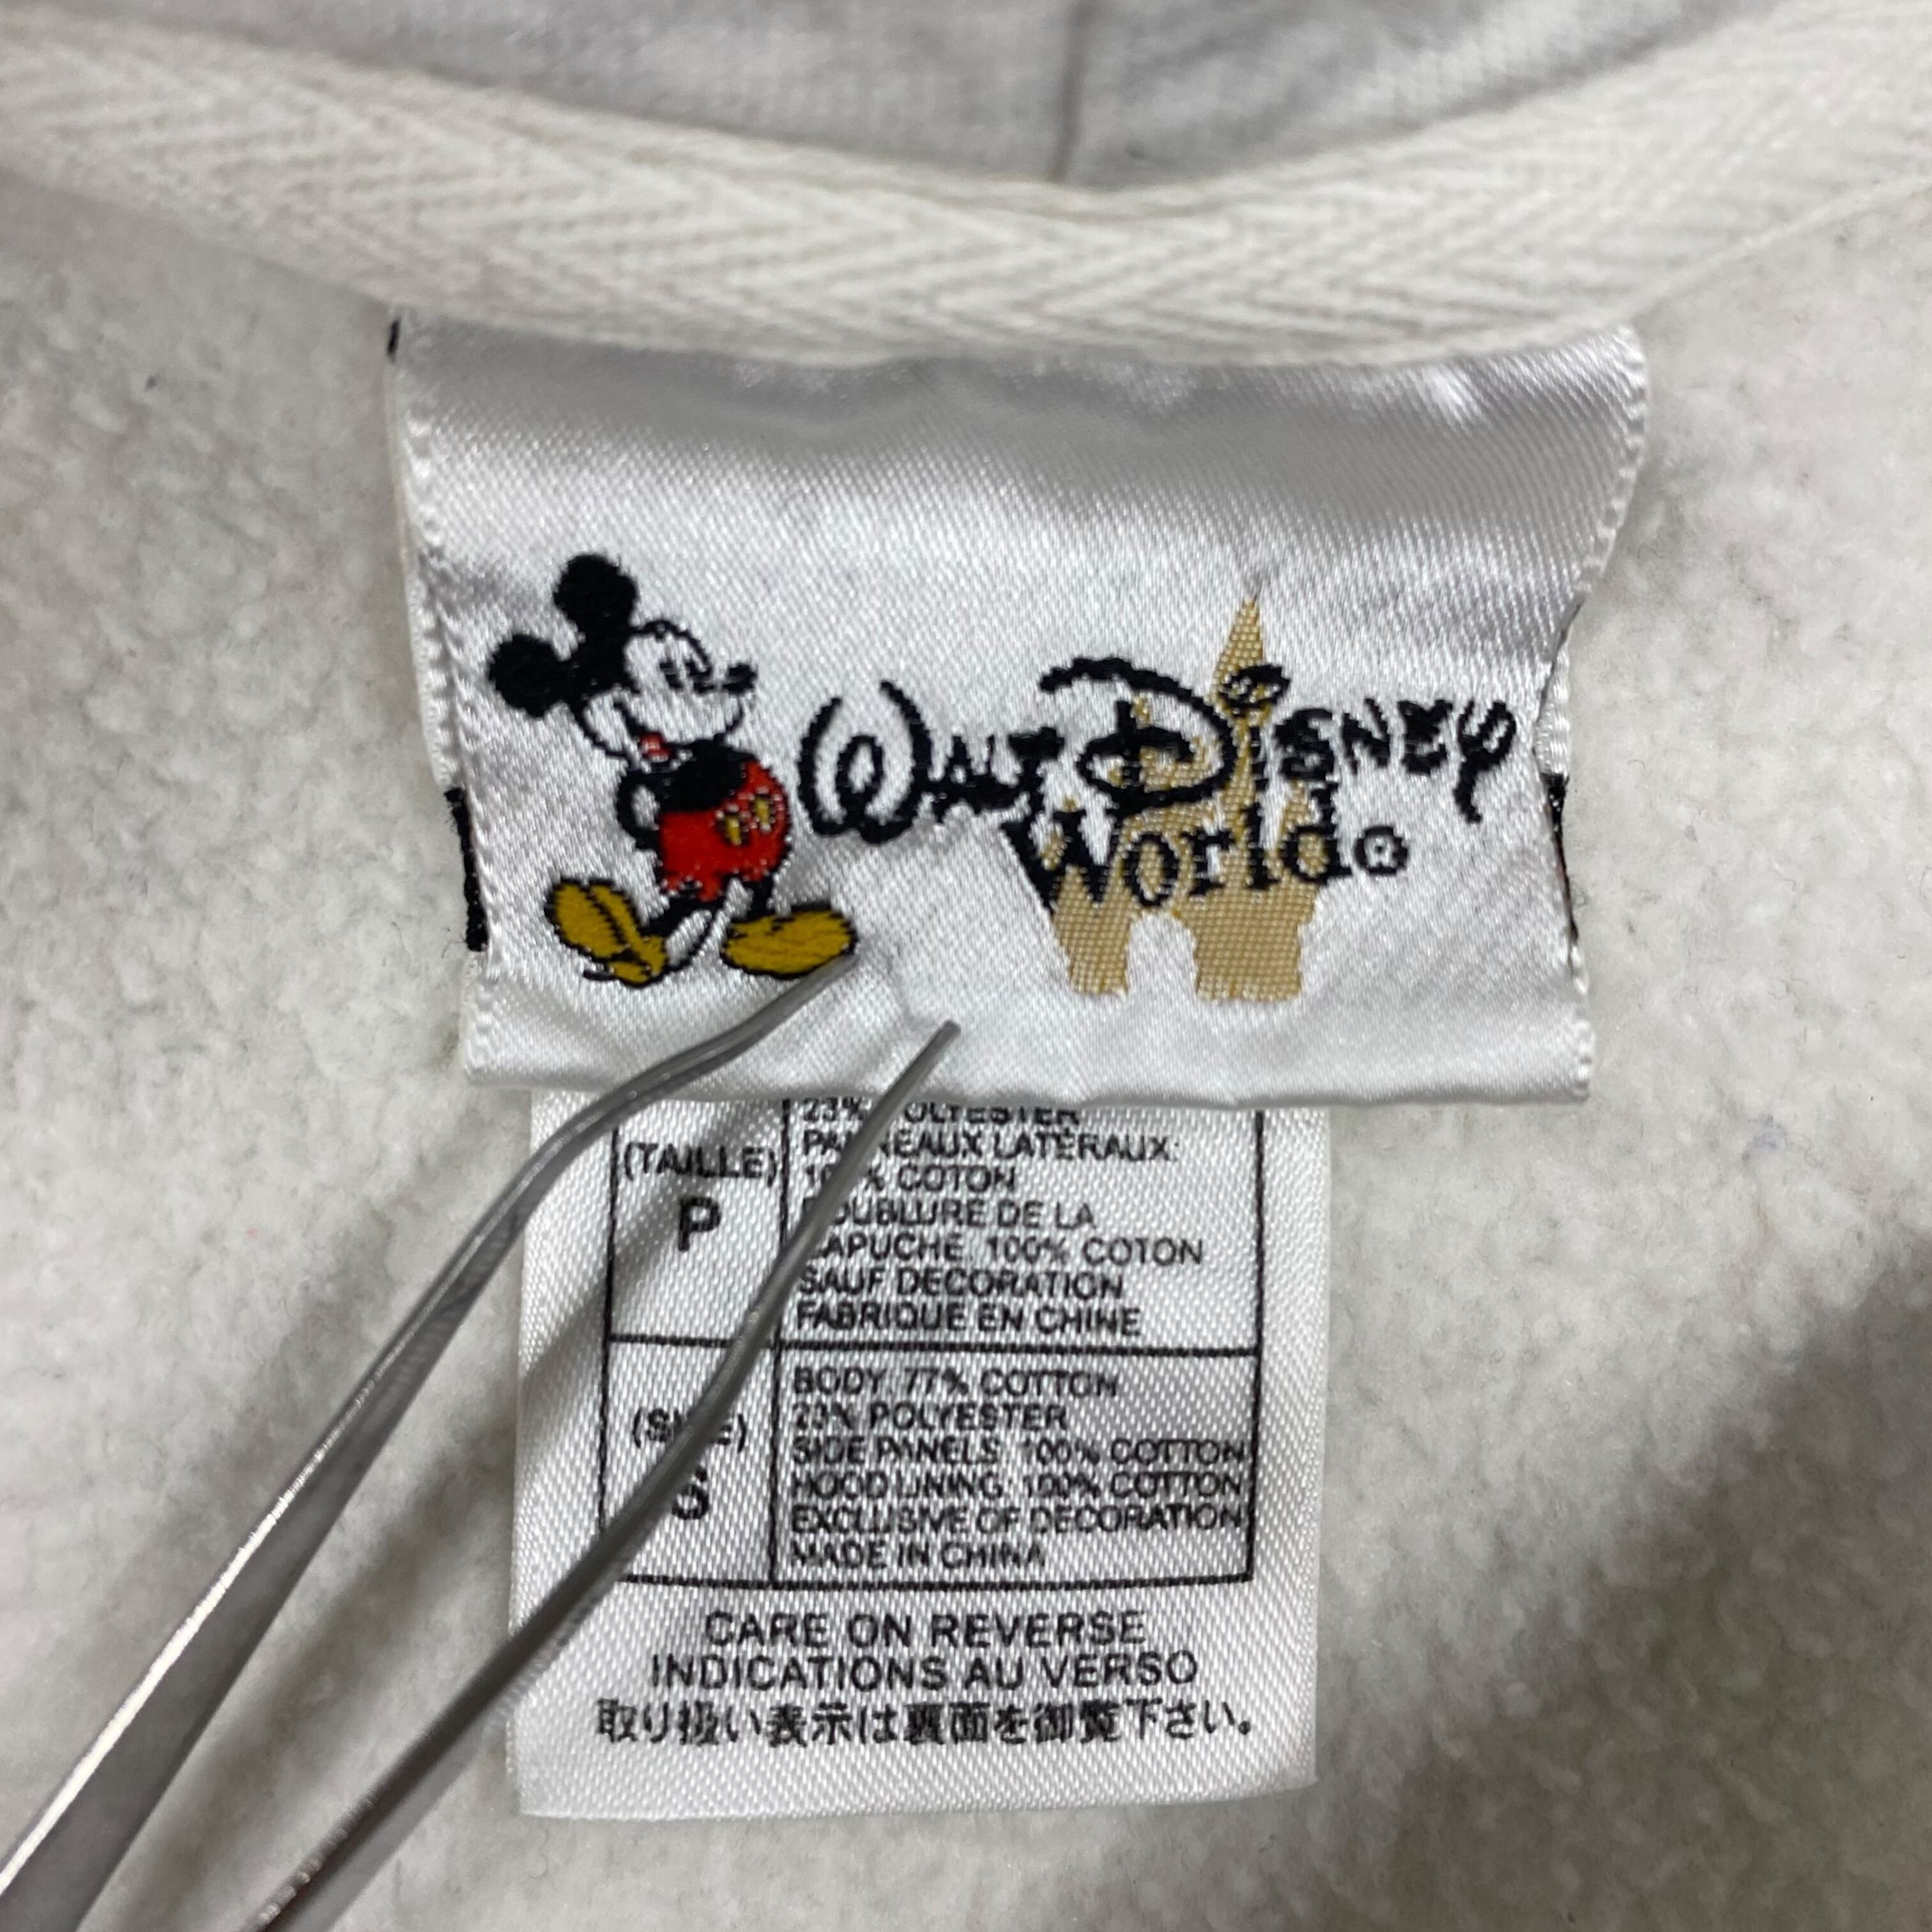 Walt Disney
World®
23% POLYESTER
(TAILLE)
P
PANNEAUX LATERAUX:
100% COTON
DOUBLURE DE LA
CAPUCHE: 100% COTON
SAUF DECORATION
FABRIQUE EN CHINE
(SIZE)
S
BODY: 77% COTTON
23% POLYESTER
SIDE PANELS: 100% COTTON
HOOD LINING: 100% COTTON
EXCLUSIVE OF DECORATION
MADE IN CHINA
CARE ON REVERSE
INDICATIONS AU VERSO
取り扱い表示は裏面を御覧下さい。